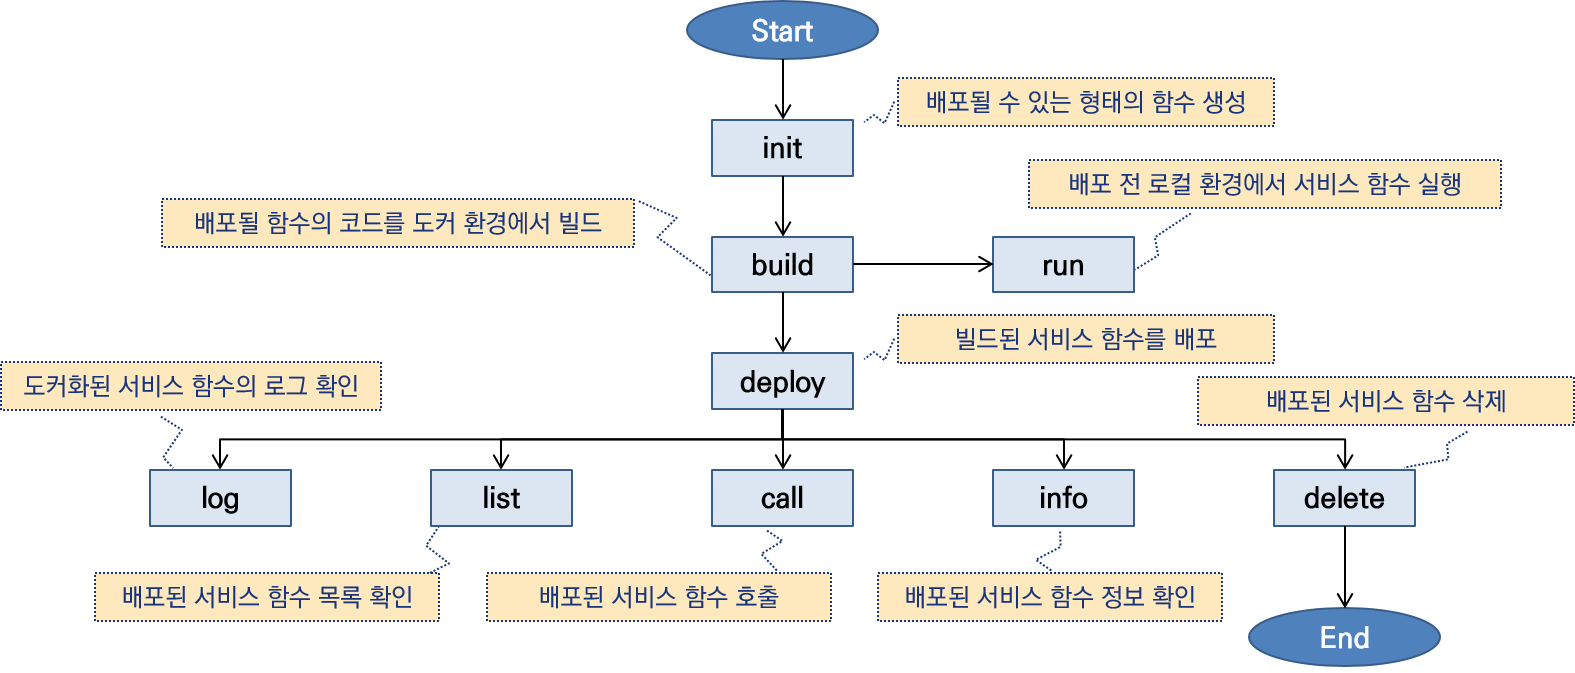 Start
배포될 수 있는 형태의 함수 생성
init
배포 전 로컬 환경에서 서비스 함수 실행
배포될 함수의 코드를 도커 환경에서 빌드
build
run
빌드된 서비스 함수를 배포
deploy
도커화된 서비스 함수의 로그 확인
배포된 서비스 함수 삭제
log
list
call
info
delete
배포된 서비스 함수 목록 확인
배포된 서비스 함수 호출
배포된 서비스 함수 정보 확인
End